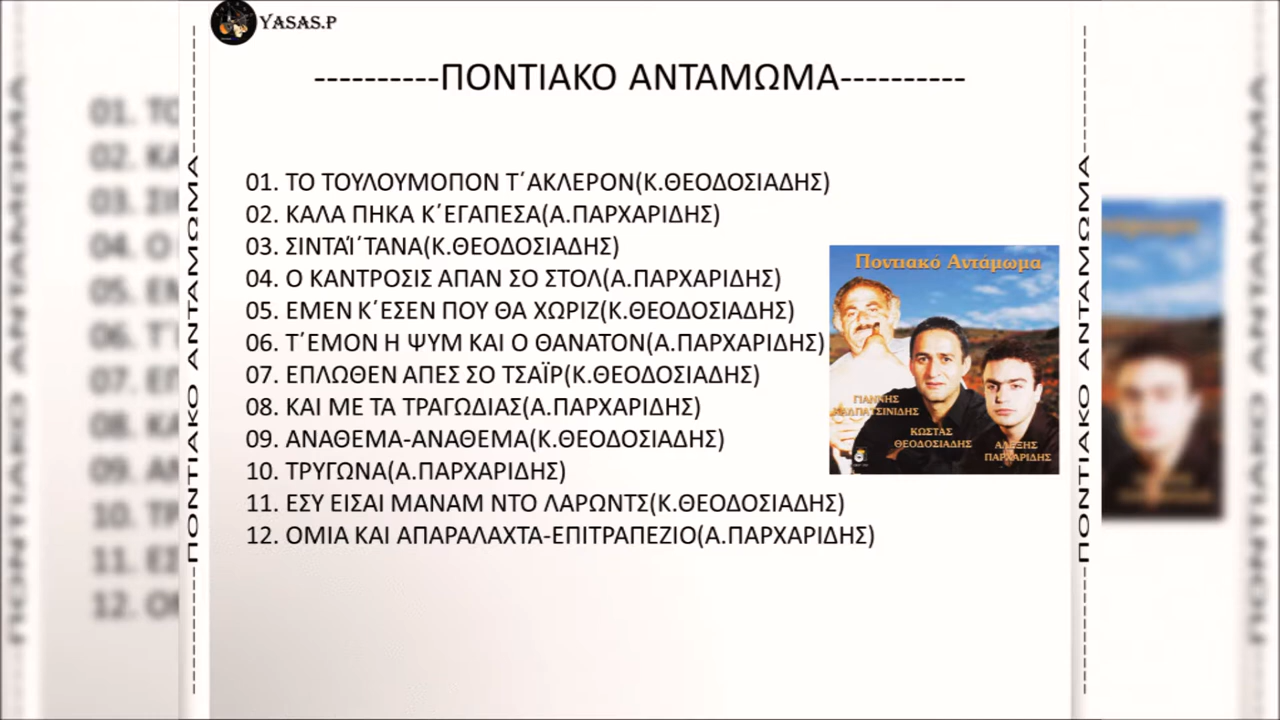 YASAS.P
----------ΠΟΝΤΙΑΚΟ ΑΝΤΑΜΩΜΑ----------
01. ΤΟ ΤΟΥΛΟΥΜΟΠΟΝ Τ΄ΑΚΛΕΡΟΝ(Κ.ΘΕΟΔΟΣΙΑΔΗΣ)
02. ΚΑΛΑ ΠΗΚΑ Κ΄ΕΓΑΠΕΣΑ(Α.ΠΑΡΧΑΡΙΔΗΣ)
03. ΣΙΝΤΑΪ΄ΤΑΝΑ(Κ.ΘΕΟΔΟΣΙΑΔΗΣ)
04. Ο ΚΑΝΤΡΟΣΙΣ ΑΠΑΝ ΣΟ ΣΤΟΛ(Α.ΠΑΡΧΑΡΙΔΗΣ)
05. ΕΜΕΝ Κ΄ΕΣΕΝ ΠΟΥ ΘΑ ΧΩΡΙΖ(Κ.ΘΕΟΔΟΣΙΑΔΗΣ)
06. Τ΄ΕΜΟΝ Η ΨΥΜ ΚΑΙ Ο ΘΑΝΑΤΟΝ(Α.ΠΑΡΧΑΡΙΔΗΣ)
07. ΕΠΛΩΘΕΝ ΑΠΕΣ ΣΟ ΤΣΑΪΡ(Κ.ΘΕΟΔΟΣΙΑΔΗΣ)
08. ΚΑΙ ΜΕ ΤΑ ΤΡΑΓΩΔΙΑΣ(Α.ΠΑΡΧΑΡΙΔΗΣ)
09. ΑΝΑΘΕΜΑ-ΑΝΑΘΕΜΑ(Κ.ΘΕΟΔΟΣΙΑΔΗΣ)
10. ΤΡΥΓΩΝΑ(Α.ΠΑΡΧΑΡΙΔΗΣ)
11. ΕΣΥ ΕΙΣΑΙ ΜΑΝΑΜ ΝΤΟ ΛΑΡΩΝΤΣ(Κ.ΘΕΟΔΟΣΙΑΔΗΣ)
12. ΟΜΙΑ ΚΑΙ ΑΠΑΡΑΛΑΧΤΑ-ΕΠΙΤΡΑΠΕΖΙΟ(Α.ΠΑΡΧΑΡΙΔΗΣ)
Ποντιακό Αντάμωμα
ΓΙΑΝΝΗΣ
ΚΩΣΤΑΣ
ΘΕΟΔΟΣΙΑΔΗΣ
ΑΛΕΞΗΣ
ΠΑΡΧΑΡΙΔΗΣ
----------ΠΟΝΤΙΑΚΟ ΑΝΤΑΜΩΜΑ----------
----------ΠΟΝΤΙΑΚΟ ΑΝΤΑΜΩΜΑ----------